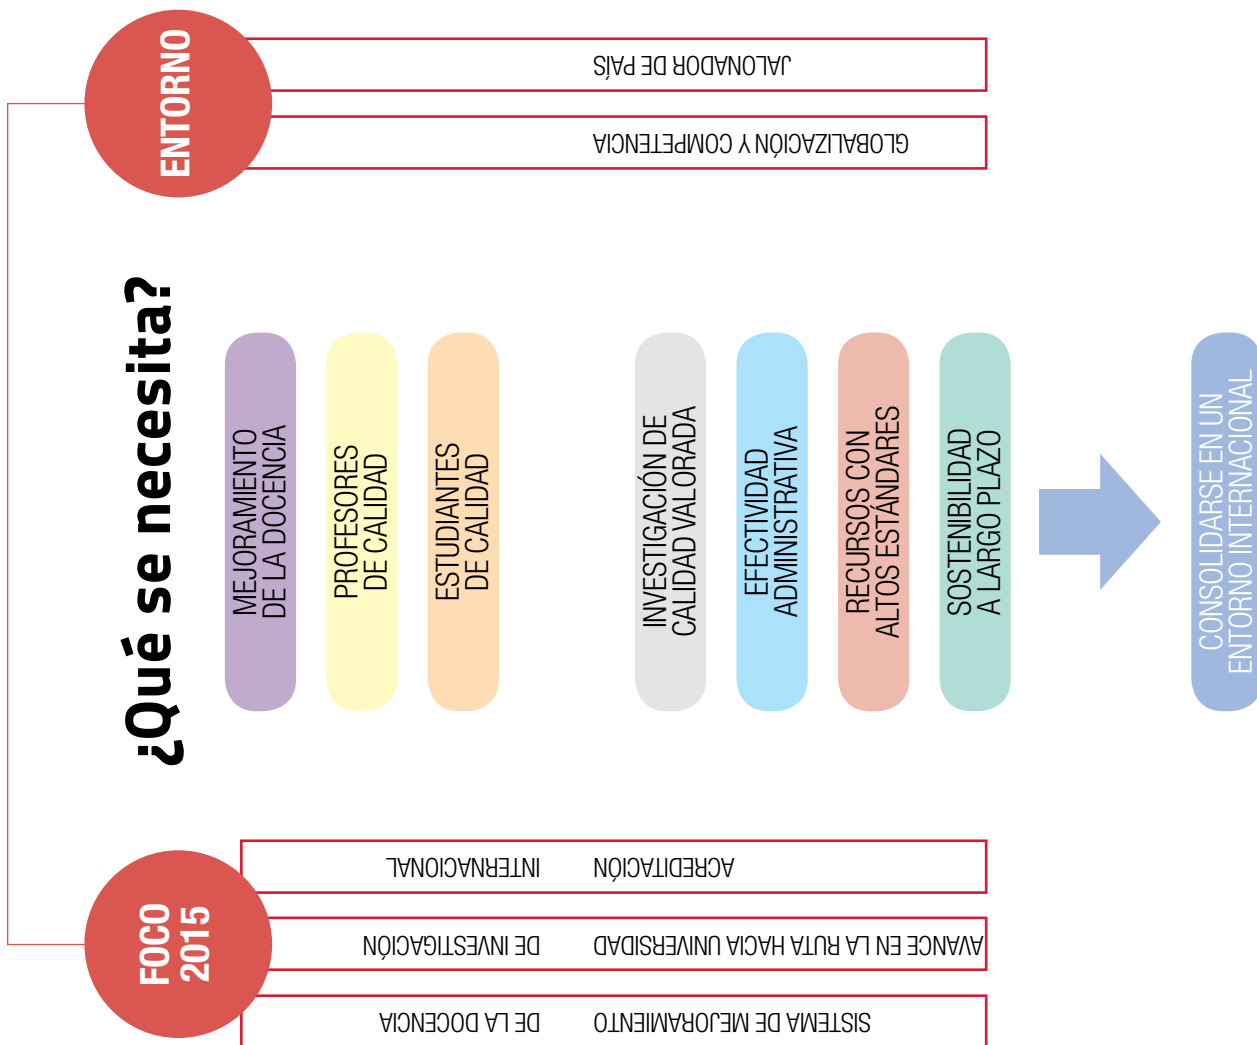 ENTORNO
JALONADOR DE PAÍS
GLOBALIZACIÓN Y COMPETENCIA
¿Qué se necesita?
MEJORAMIENTO
DE LA DOCENCIA
PROFESORES
DE CALIDAD
ESTUDIANTES
DE CALIDAD
INVESTIGACIÓN DE
CALIDAD VALORADA
EFECTIVIDAD
ADMINISTRATIVA
RECURSOS CON
ALTOS ESTÁNDARES
SOSTENIBILIDAD
A LARGO PLAZO
CONSOLIDARSE EN UN
ENTORNO INTERNACIONAL
FOCO
2015
ACREDITACIÓN
INTERNACIONAL
AVANCE EN LA RUTA HACIA UNIVERSIDAD
DE INVESTIGACIÓN
SISTEMA DE MEJORAMIENTO
DE LA DOCENCIA